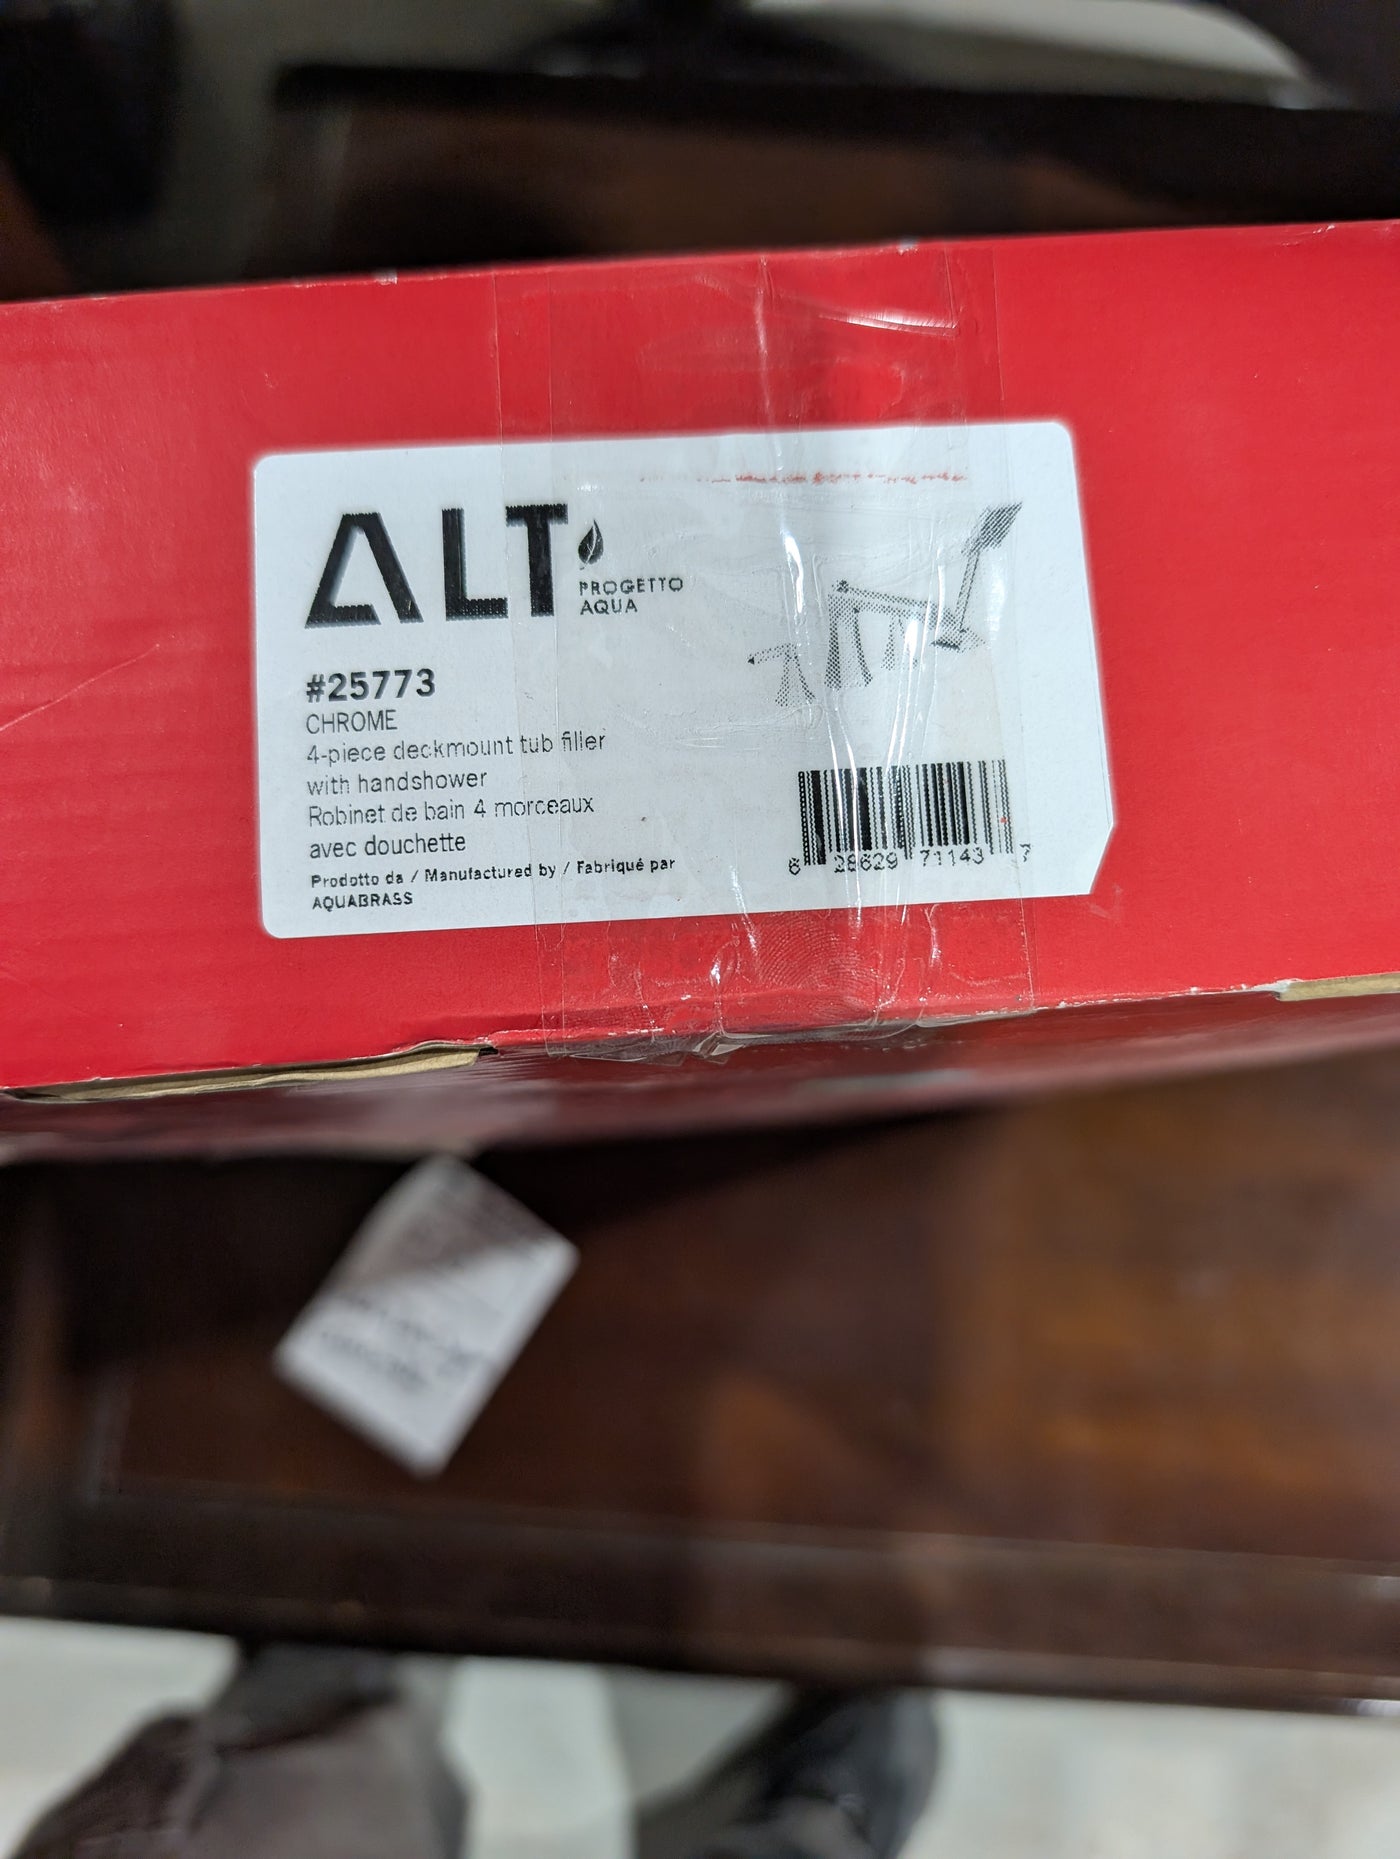 ALT
PROGETTO
AQUA
#25773
CHROME
4-piece deckmount tub filler
with handshower
Robinet de bain 4 morceaux
avec douchette
Prodotto da / Manufactured by / Fabriqué par
AQUABRASS
6 28629 71143 7